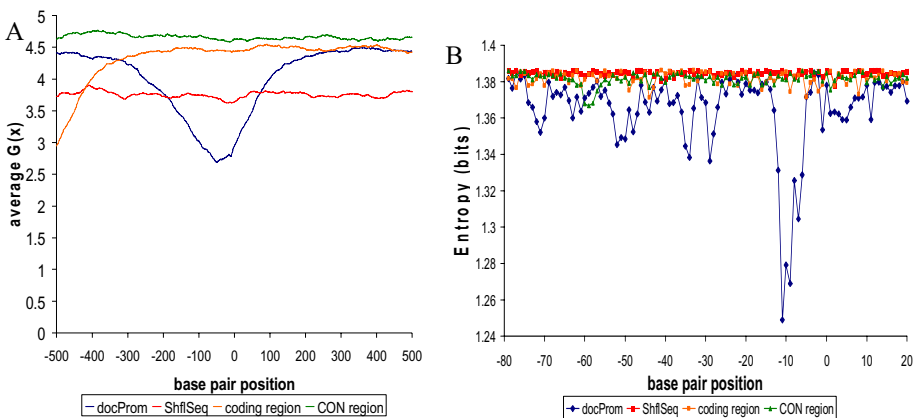 A
average G(x)
5
4.5
4
3.5
3
2.5
2
1.5
1
0.5
0
-500 -400 -300 -200 -100 0 100 200 300 400 500
base pair position
docProm ShflSeq coding region CON region
B
Entropy (bits)
1.4
1.38
1.36
1.34
1.32
1.3
1.28
1.26
1.24
-80 -70 -60 -50 -40 -30 -20 -10 0 10 20
base pair position
docProm ShflSeq coding region CON region